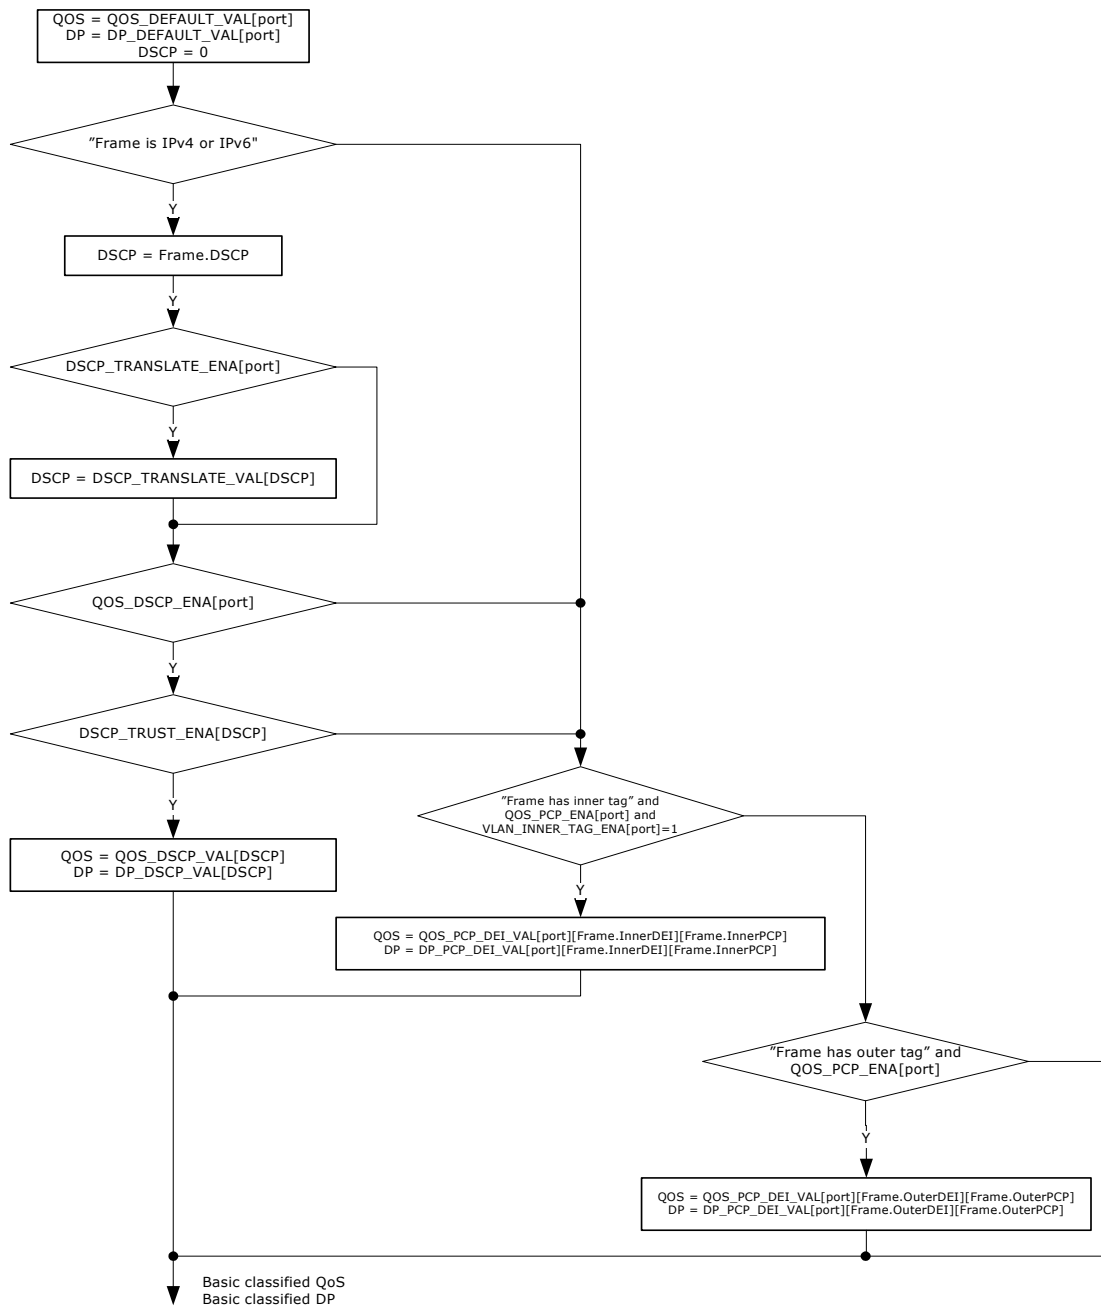 QOS = QOS_DEFAULT_VAL[port]
DP = DP_DEFAULT_VAL[port]
DSCP = 0
”Frame is IPv4 or IPv6"
Y
DSCP = Frame.DSCP
Y
DSCP_TRANSLATE_ENA[port]
Y
DSCP = DSCP_TRANSLATE_VAL[DSCP]
QOS_DSCP_ENA[port]
Y
DSCP_TRUST_ENA[DSCP]
Y
”Frame has inner tag” and
QOS_PCP_ENA[port] and
VLAN_INNER_TAG_ENA[port]=1
QOS = QOS_DSCP_VAL[DSCP]
DP = DP_DSCP_VAL[DSCP]
Y
QOS = QOS_PCP_DEI_VAL[port][Frame.InnerDEI][Frame.InnerPCP]
DP = DP_PCP_DEI_VAL[port][Frame.InnerDEI][Frame.InnerPCP]
”Frame has outer tag” and
QOS_PCP_ENA[port]
Y
QOS = QOS_PCP_DEI_VAL[port][Frame.OuterDEI][Frame.OuterPCP]
DP = DP_PCP_DEI_VAL[port][Frame.OuterDEI][Frame.OuterPCP]
Basic classified QoS
Basic classified DP